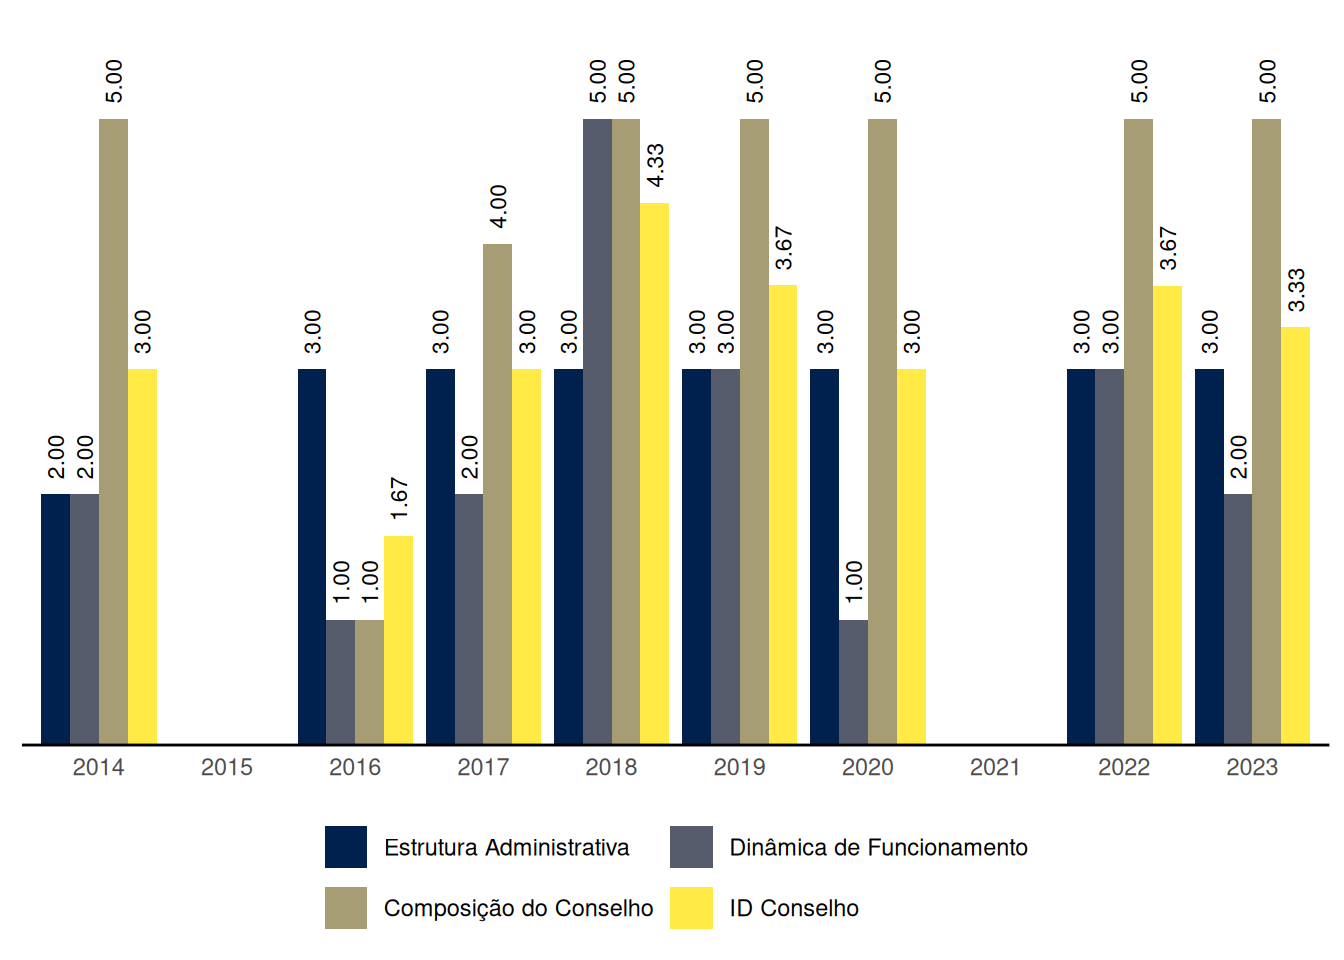 2.00 2.00 5.00 3.00
3.00 1.00 1.00 1.67
3.00 2.00 4.00 3.00
3.00 5.00 5.00 4.33
3.00 3.00 5.00 3.67
3.00 1.00 5.00 3.00
3.00 3.00 5.00 3.67
3.00 2.00 5.00 3.33
2014 2015 2016 2017 2018 2019 2020 2021 2022 2023
Estrutura Administrativa Dinâmica de Funcionamento
Composição do Conselho ID Conselho